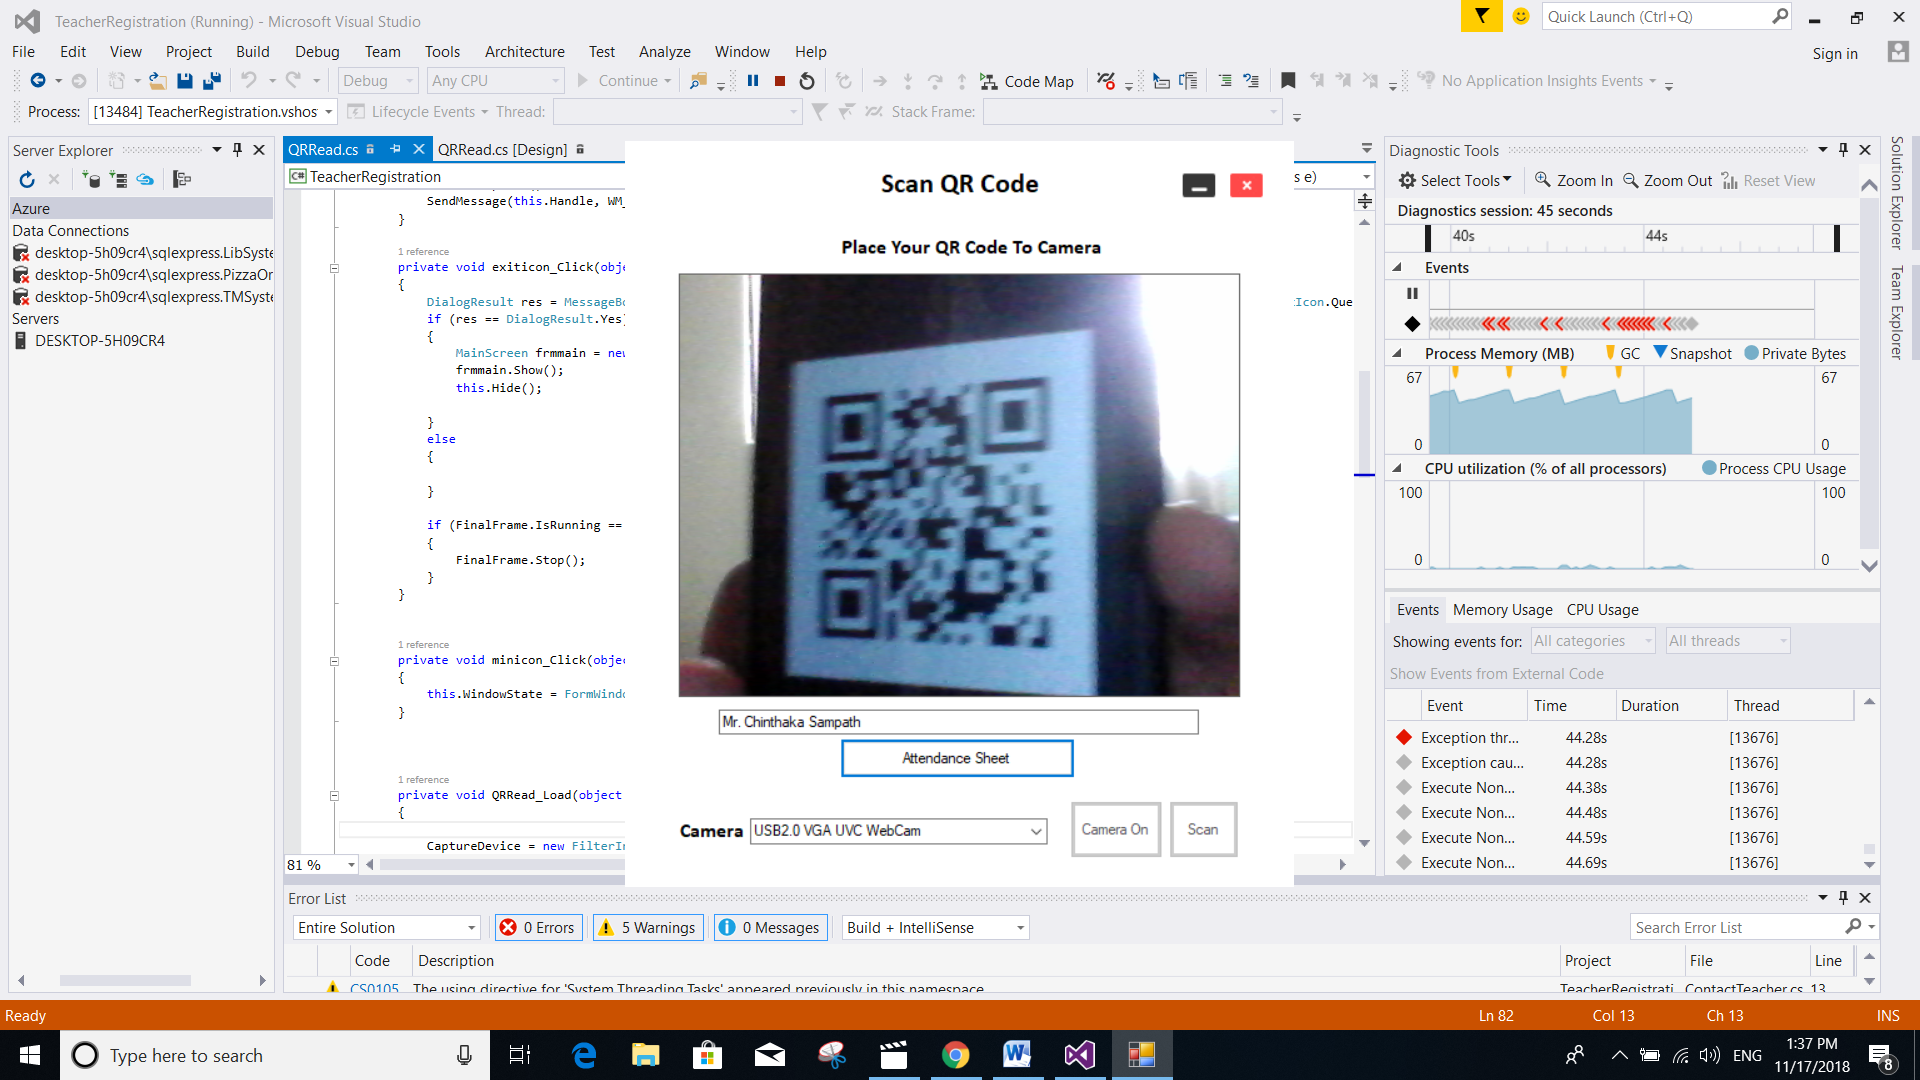 TeacherRegistration (Running) - Microsoft Visual Studio
Quick Launch (Ctrl+Q)
File Edit View Project Build Debug Team Tools Architecture Test Analyze Window Help
Sign in
Debug Any CPU Continue Code Map No Application Insights Events
Process: [13484] TeacherRegistration.vshos Lifecycle Events Thread: Stack Frame:
Server Explorer
Azure
Data Connections
desktop-5h09cr4\sqlexpress.LibSyste
desktop-5h09cr4\sqlexpress.PizzaOr
desktop-5h09cr4\sqlexpress.TMSyste
Servers
DESKTOP-5H09CR4
QRRead.cs QRRead.cs [Design]
C# TeacherRegistration
s e)
SendMessage(this.Handle, WM_
}
1 reference
private void exiticon_Click(obje
{
DialogResult res = MessageBo
tIcon.Que
if (res == DialogResult.Yes)
{
MainScreen frmmain = new
frmmain.Show();
this.Hide();
}
else
{
}
if (FinalFrame.IsRunning ==
{
FinalFrame.Stop();
}
}
1 reference
private void minicon_Click(objec
{
this.WindowState = FormWindo
}
1 reference
private void QRRead_Load(object
{
CaptureDevice = new FilterIn
81 %
Scan QR Code
Place Your QR Code To Camera
Mr. Chinthaka Sampath
Attendance Sheet
Camera USB2.0 VGA UVC WebCam Camera On Scan
Diagnostic Tools
Select Tools Zoom In Zoom Out Reset View
Diagnostics session: 45 seconds
40s 44s
Events
Process Memory (MB) GC Snapshot Private Bytes
67 67
0 0
CPU utilization (% of all processors) Process CPU Usage
100 100
0 0
Events Memory Usage CPU Usage
Showing events for: All categories All threads
Show Events from External Code
Event Time Duration Thread
Exception thr... 44.28s [13676]
Exception cau... 44.28s [13676]
Execute Non... 44.38s [13676]
Execute Non... 44.48s [13676]
Execute Non... 44.59s [13676]
Execute Non... 44.69s [13676]
Solution Explorer
Team Explorer
Error List
Entire Solution 0 Errors 5 Warnings 0 Messages Build + IntelliSense Search Error List
Code Description Project File Line
CS0105 The using directive for 'System.Threading.Tasks' appeared previously in this namespace TeacherRegistrati ContactTeacher.cs 13
Ready Ln 82 Col 13 Ch 13 INS
Type here to search
ENG 1:37 PM
11/17/2018
8